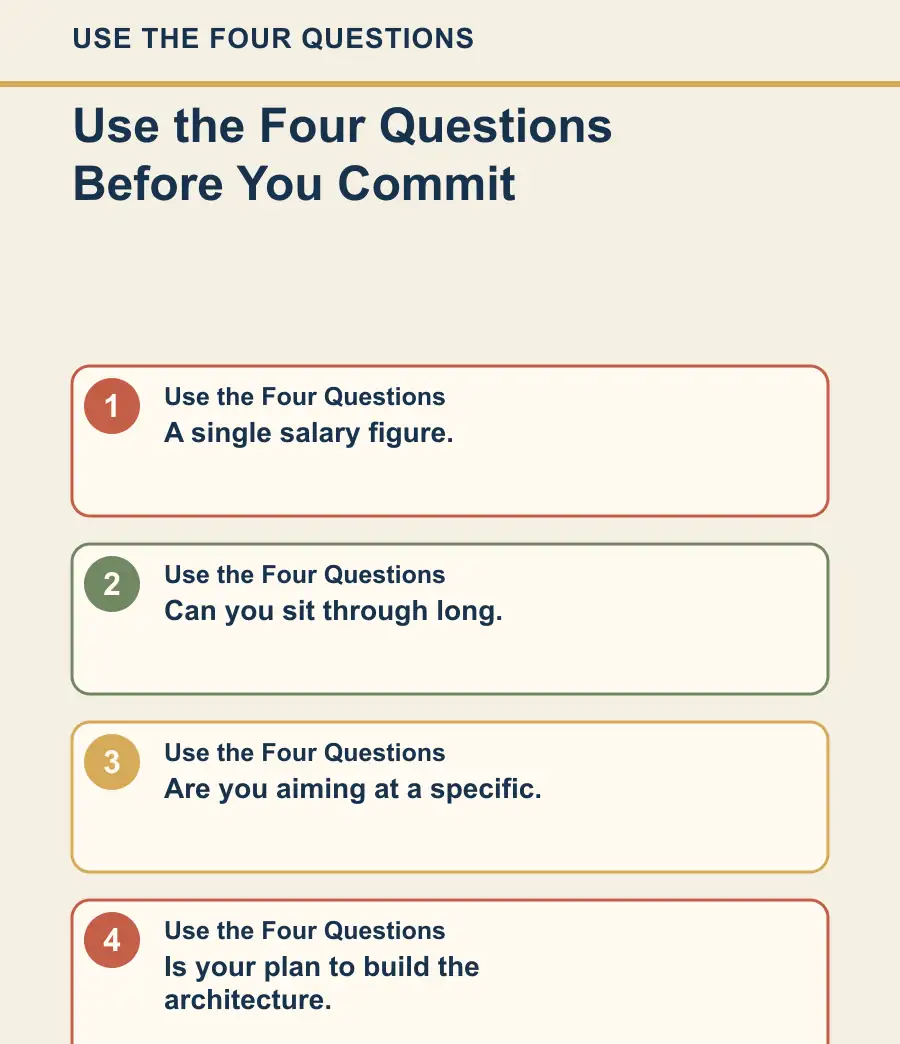 USE THE FOUR QUESTIONS
Use the Four Questions
Before You Commit
1
Use the Four Questions
A single salary figure.
2
Use the Four Questions
Can you sit through long.
3
Use the Four Questions
Are you aiming at a specific.
4
Use the Four Questions
Is your plan to build the
architecture.